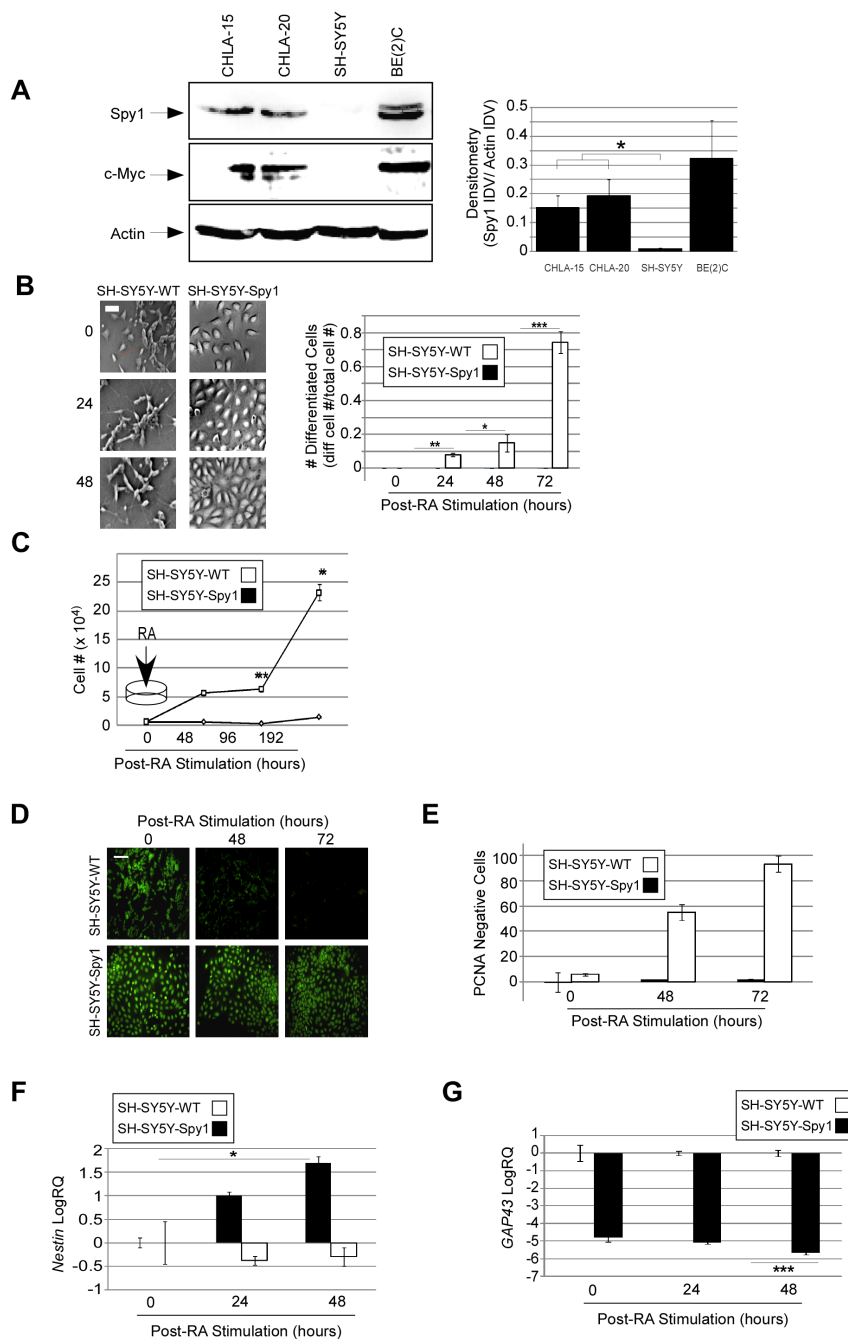 CHLA-15
CHLA-20
SH-SY5Y
BE(2)C
A
Spy1
c-Myc
Actin
Densitometry
(Spy1 IDV/ Actin IDV)
0.5
0.4
0.3
0.2
0.1
0
*
CHLA-15 CHLA-20 SH-SY5Y BE(2)C
B
SH-SY5Y-WT SH-SY5Y-Spy1
0
24
48
# Differentiated Cells
(diff cell #/total cell #)
0.8
0.6
0.4
0.2
0
SH-SY5Y-WT
SH-SY5Y-Spy1
**
*
***
0 24 48 72
Post-RA Stimulation (hours)
C
Cell # (x 10⁴)
25
20
15
10
5
0
SH-SY5Y-WT
SH-SY5Y-Spy1
RA
**
*
0 48 96 192
Post-RA Stimulation (hours)
D
Post-RA Stimulation (hours)
0 48 72
SH-SY5Y-WT
SH-SY5Y-Spy1
E
PCNA Negative Cells
100
80
60
40
20
0
SH-SY5Y-WT
SH-SY5Y-Spy1
0 48 72
Post-RA Stimulation (hours)
F
SH-SY5Y-WT
SH-SY5Y-Spy1
Nestin LogRQ
2
1.5
1
0.5
0
-0.5
-1
*
0 24 48
Post-RA Stimulation (hours)
G
SH-SY5Y-WT
SH-SY5Y-Spy1
GAP43 LogRQ
1
0
-1
-2
-3
-4
-5
-6
-7
***
0 24 48
Post-RA Stimulation (hours)